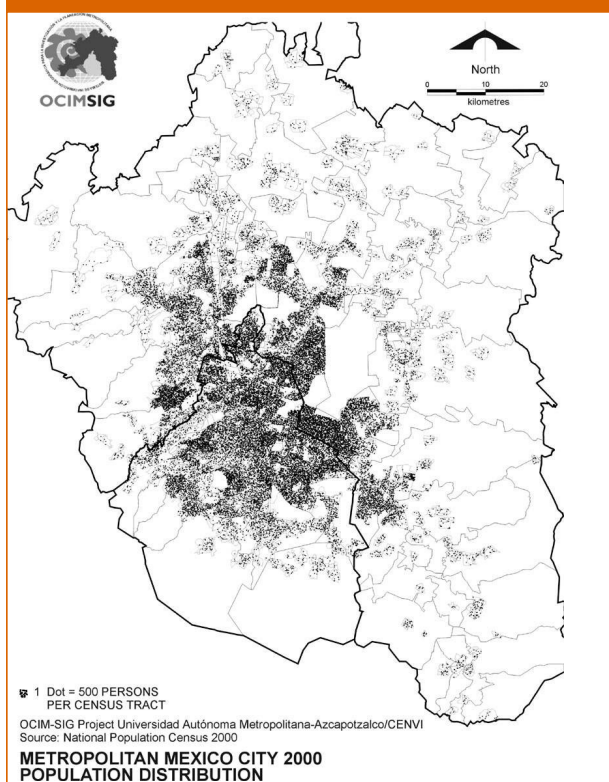 OCIMSIG
North
0 10 20
kilometres
1 Dot = 500 PERSONS
PER CENSUS TRACT
OCIM-SIG Project Universidad Autónoma Metropolitana-Azcapotzalco/CENVI
Source: National Population Census 2000
METROPOLITAN MEXICO CITY 2000
POPULATION DISTRIBUTION